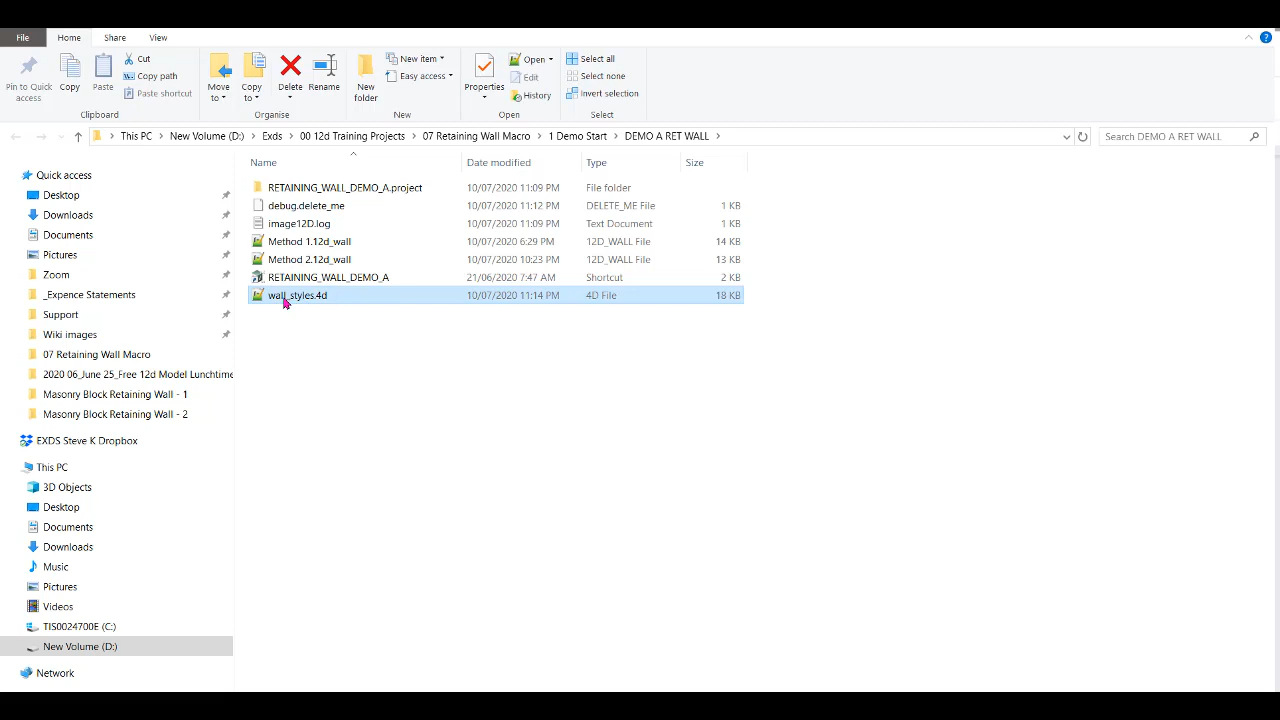 File Home Share View
Pin to Quick access
Copy
Paste
Cut
Copy path
Paste shortcut
Clipboard
Move to
Copy to
Delete
Rename
Organise
New folder
New item
Easy access
New
Properties
Open
Edit
History
Open
Select all
Select none
Invert selection
Select
This PC > New Volume (D:) > Exds > 00 12d Training Projects > 07 Retaining Wall Macro > 1 Demo Start > DEMO A RET WALL >
Search DEMO A RET WALL
Quick access
Desktop
Downloads
Documents
Pictures
Zoom
_Expence Statements
Support
Wiki images
07 Retaining Wall Macro
2020 06_June 25_Free 12d Model Lunchtime
Masonry Block Retaining Wall - 1
Masonry Block Retaining Wall - 2
EXDS Steve K Dropbox
This PC
3D Objects
Desktop
Documents
Downloads
Music
Pictures
Videos
TIS0024700E (C:)
New Volume (D:)
Network
Name Date modified Type Size
RETAINING_WALL_DEMO_A.project 10/07/2020 11:09 PM File folder
debug.delete_me 10/07/2020 11:12 PM DELETE_ME File 1 KB
image12D.log 10/07/2020 11:09 PM Text Document 1 KB
Method 1.12d_wall 10/07/2020 6:29 PM 12D_WALL File 14 KB
Method 2.12d_wall 10/07/2020 10:23 PM 12D_WALL File 13 KB
RETAINING_WALL_DEMO_A 21/06/2020 7:47 AM Shortcut 2 KB
wall_styles.4d 10/07/2020 11:14 PM 4D File 18 KB